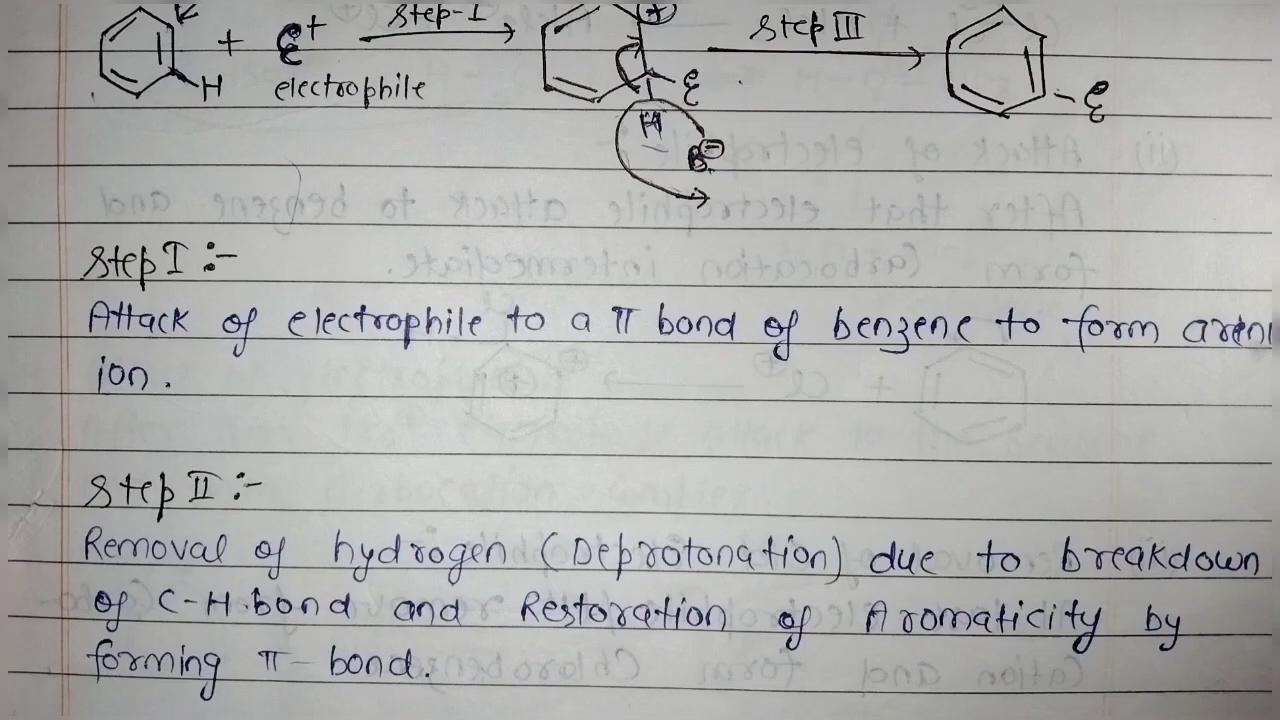 + E⁺ Step-I ⊕ Step III
H electrophile E E
H
B⊖
Step I :-
Attack of electrophile to a π bond of benzene to form aren
ion.
Step II :-
Removal of hydrogen (Deprotonation) due to breakdown
of C-H bond and Restoration of Aromaticity by
forming π bond.